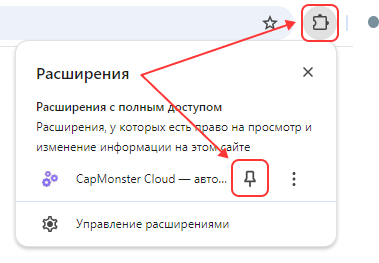 Расширения
Расширения с полным доступом
Расширения, у которых есть право на просмотр и
изменение информации на этом сайте
CapMonster Cloud — авто...
Управление расширениями